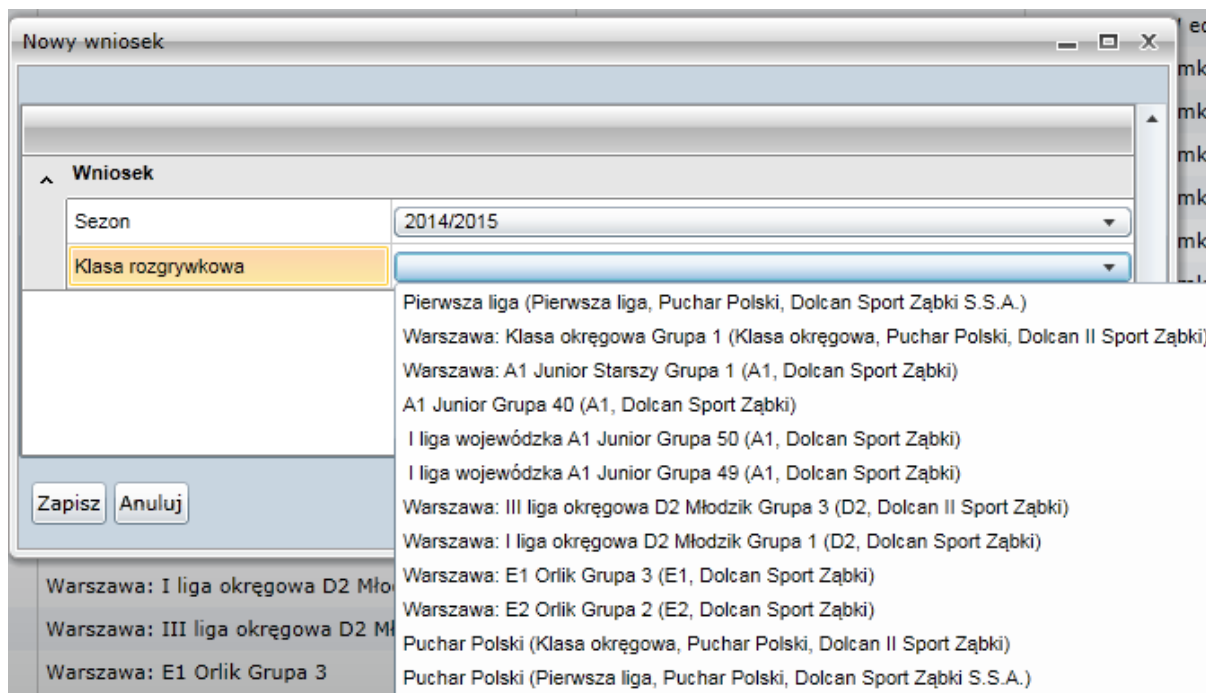 Nowy wniosek
Wniosek
Sezon 2014/2015
Klasa rozgrywkowa
Pierwsza liga (Pierwsza liga, Puchar Polski, Dolcan Sport Ząbki S.S.A.)
Warszawa: Klasa okręgowa Grupa 1 (Klasa okręgowa, Puchar Polski, Dolcan II Sport Ząbki)
Warszawa: A1 Junior Starszy Grupa 1 (A1, Dolcan Sport Ząbki)
A1 Junior Grupa 40 (A1, Dolcan Sport Ząbki)
I liga wojewódzka A1 Junior Grupa 50 (A1, Dolcan Sport Ząbki)
I liga wojewódzka A1 Junior Grupa 49 (A1, Dolcan Sport Ząbki)
Warszawa: III liga okręgowa D2 Młodzik Grupa 3 (D2, Dolcan II Sport Ząbki)
Warszawa: I liga okręgowa D2 Młodzik Grupa 1 (D2, Dolcan Sport Ząbki)
Warszawa: E1 Orlik Grupa 3 (E1, Dolcan Sport Ząbki)
Warszawa: E2 Orlik Grupa 2 (E2, Dolcan Sport Ząbki)
Puchar Polski (Klasa okręgowa, Puchar Polski, Dolcan II Sport Ząbki)
Puchar Polski (Pierwsza liga, Puchar Polski, Dolcan Sport Ząbki S.S.A.)
Zapisz Anuluj
Warszawa: I liga okręgowa D2 Mło
Warszawa: III liga okręgowa D2 Mł
Warszawa: E1 Orlik Grupa 3